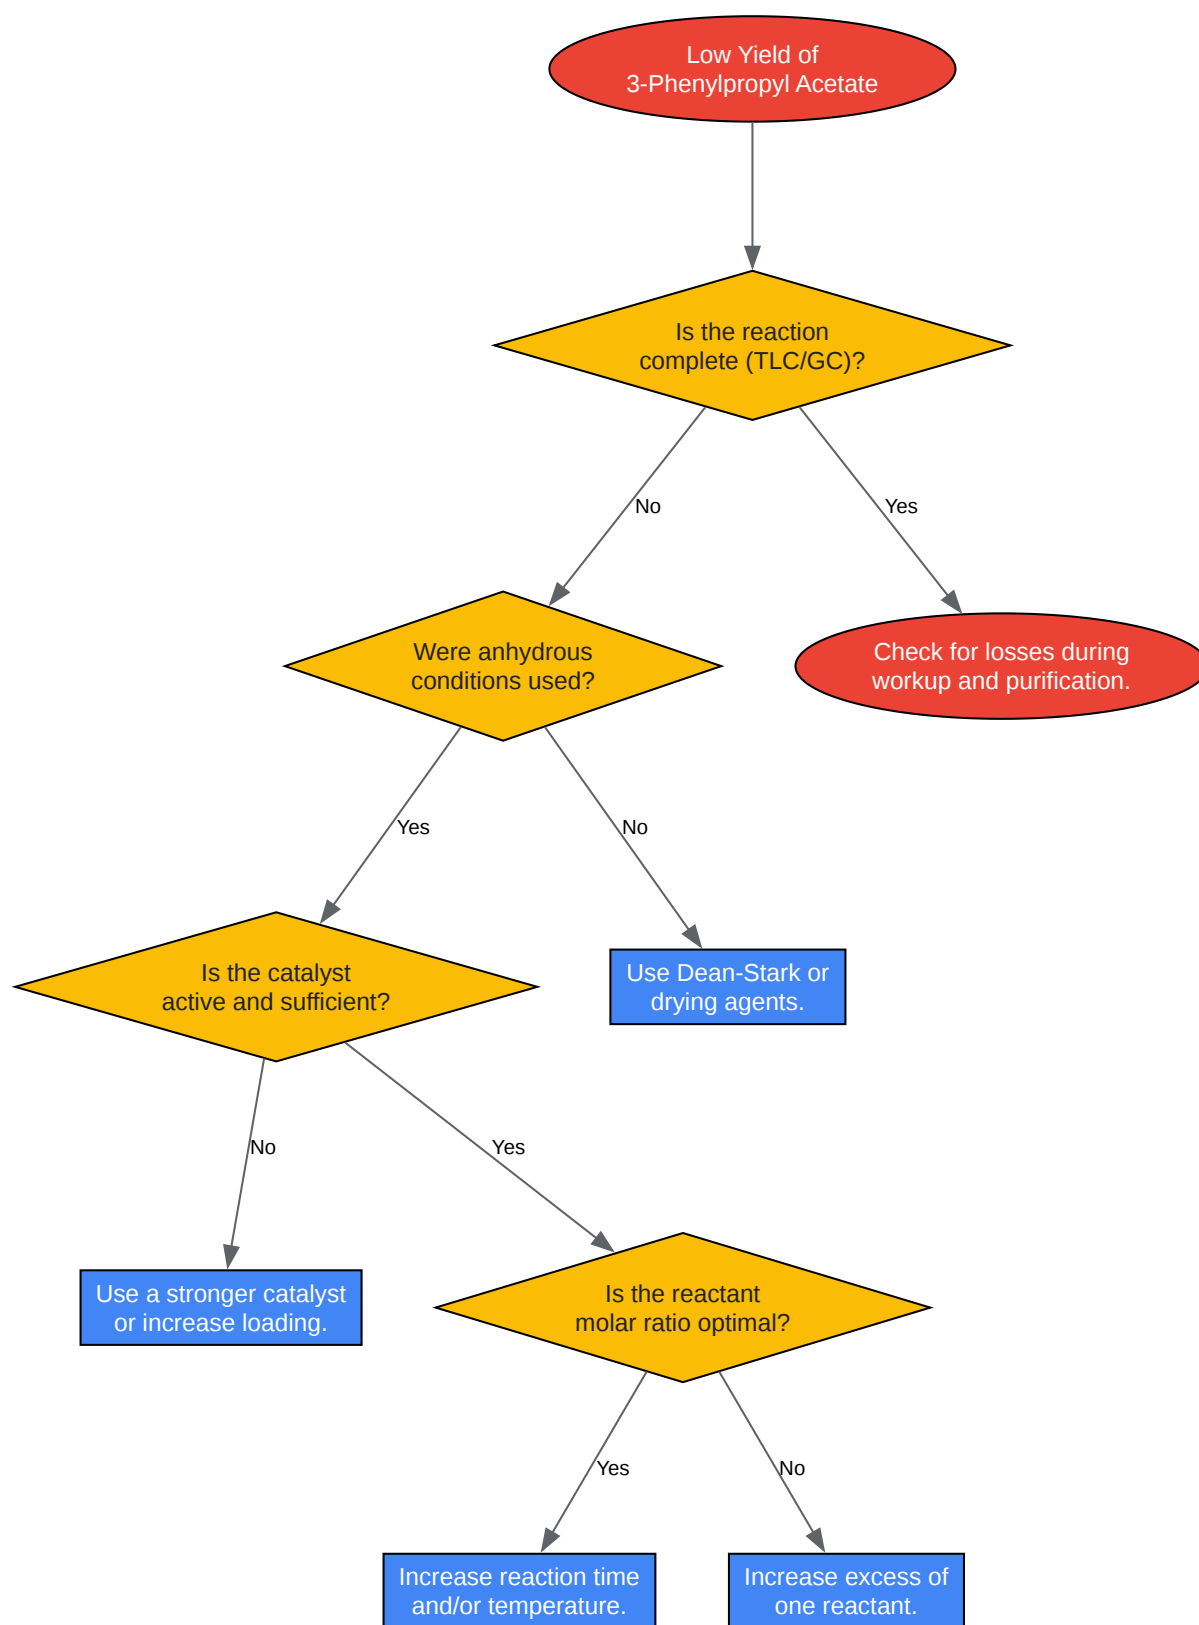 Low Yield of
3-Phenylpropyl Acetate
Is the reaction
complete (TLC/GC)?
No
Yes
Were anhydrous
conditions used?
Check for losses during
workup and purification.
Yes
No
Is the catalyst
active and sufficient?
Use Dean-Stark or
drying agents.
No
Yes
Use a stronger catalyst
or increase loading.
Is the reactant
molar ratio optimal?
Yes
No
Increase reaction time
and/or temperature.
Increase excess of
one reactant.